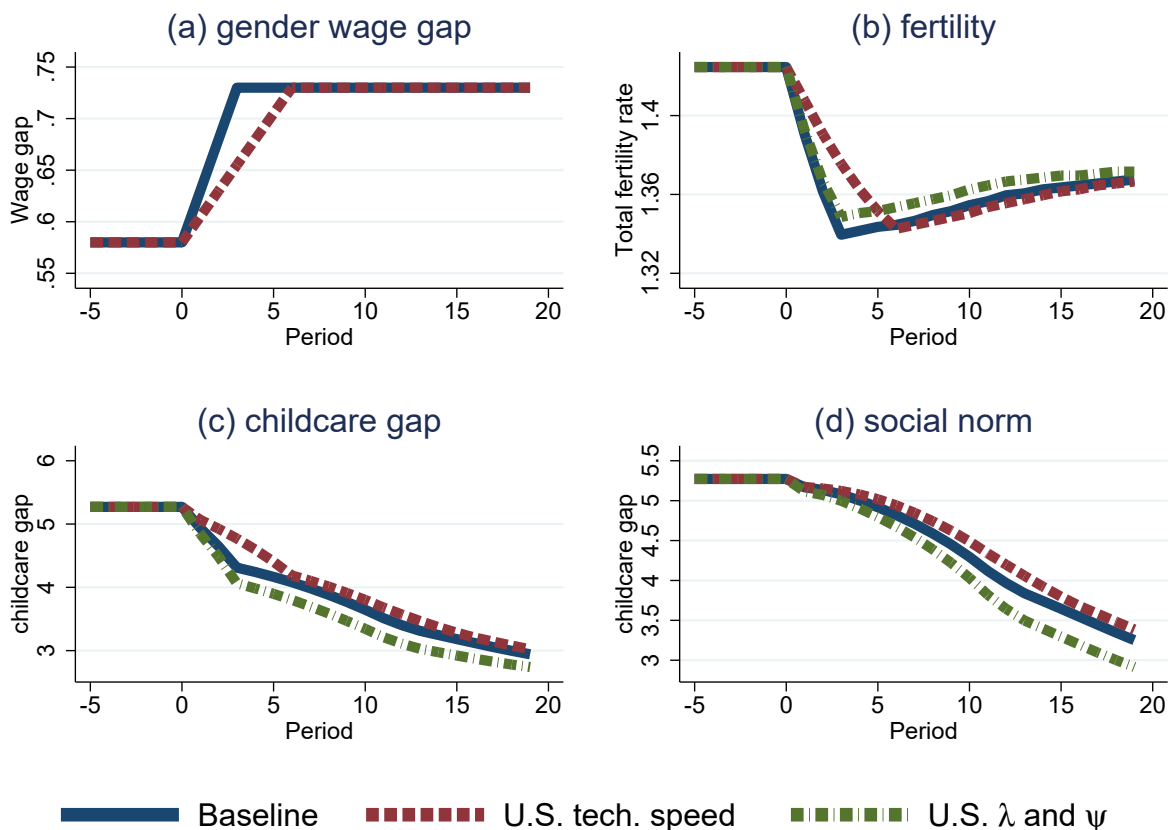 (a) gender wage gap
Wage gap
.75
.7
.65
.6
.55
-5 0 5 10 15 20
Period
(b) fertility
Total fertility rate
1.4
1.36
1.32
-5 0 5 10 15 20
Period
(c) childcare gap
childcare gap
6
5
4
3
-5 0 5 10 15 20
Period
(d) social norm
childcare gap
5.5
5
4.5
4
3.5
3
-5 0 5 10 15 20
Period
Baseline U.S. tech. speed U.S. λ and ψ